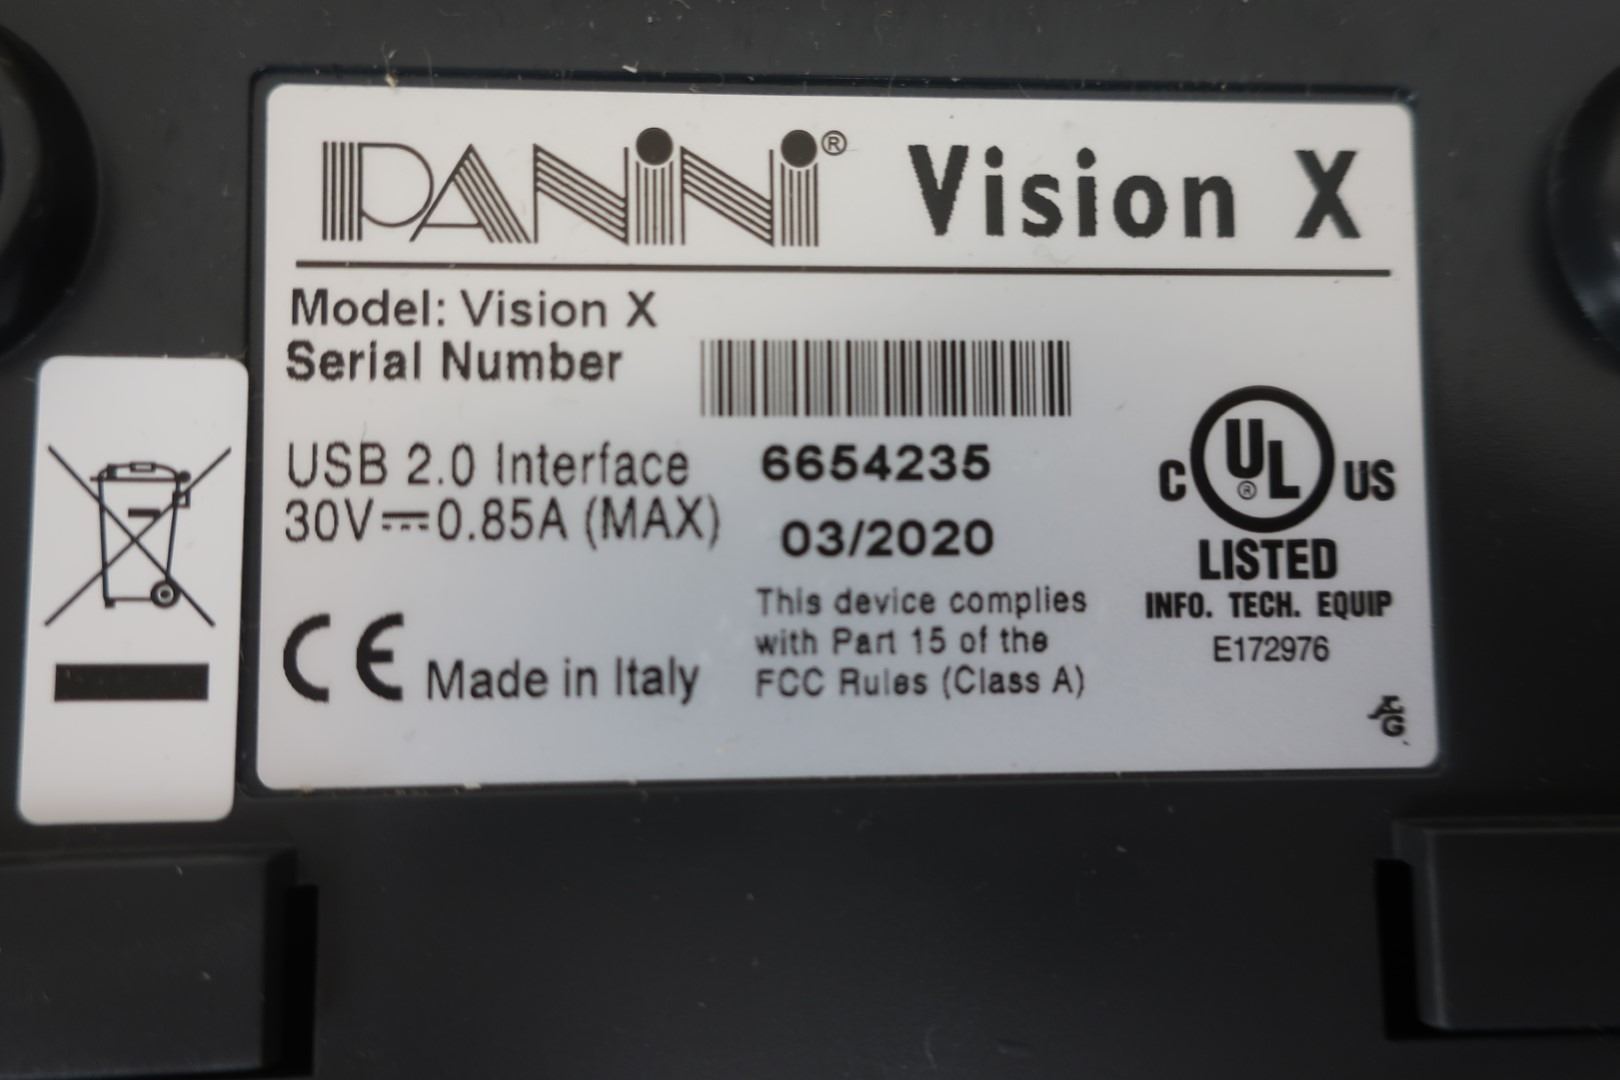 PANiNi® Vision X
Model: Vision X
Serial Number
USB 2.0 Interface 6654235
30V⎓0.85A (MAX) 03/2020
CE Made in Italy
This device complies
with Part 15 of the
FCC Rules (Class A)
C UL® US
LISTED
INFO. TECH. EQUIP
E172976